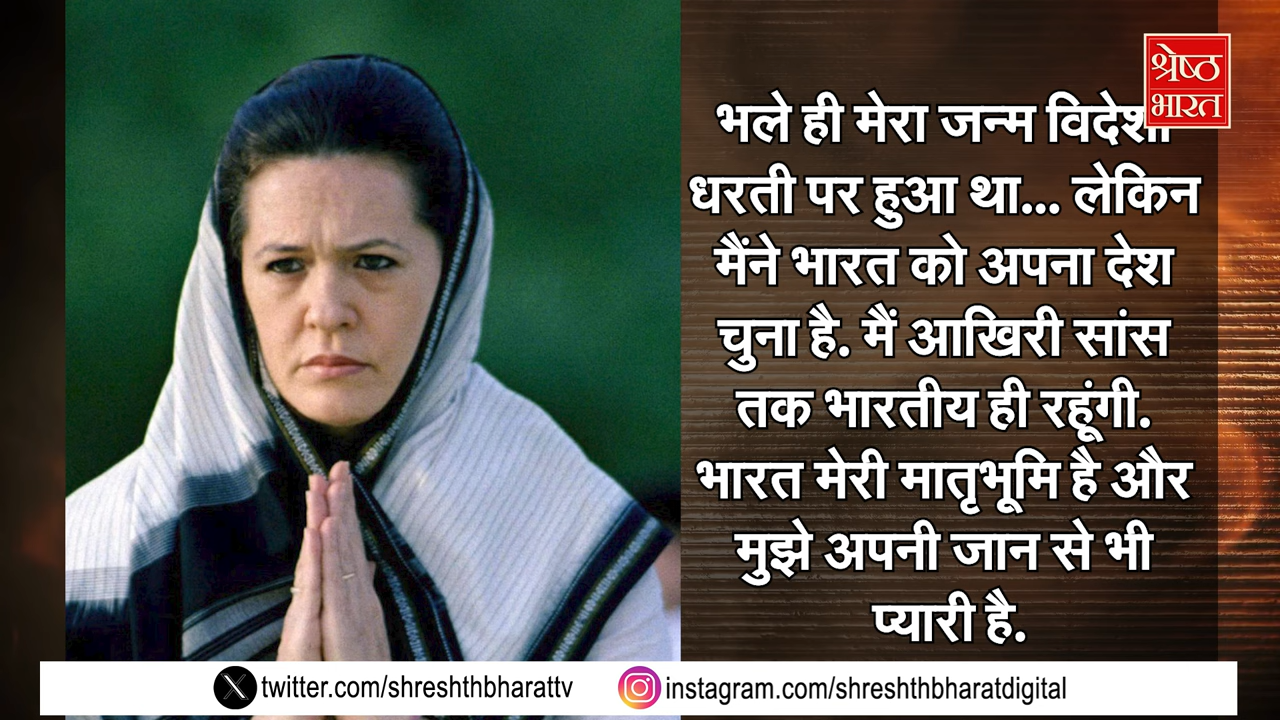 श्रेष्ठ
भारत
भले ही मेरा जन्म विदेशी
धरती पर हुआ था... लेकिन
मैंने भारत को अपना देश
चुना है. मैं आखिरी सांस
तक भारतीय ही रहूंगी.
भारत मेरी मातृभूमि है और
मुझे अपनी जान से भी
प्यारी है.
twitter.com/shreshthbharattv
instagram.com/shreshthbharatdigital